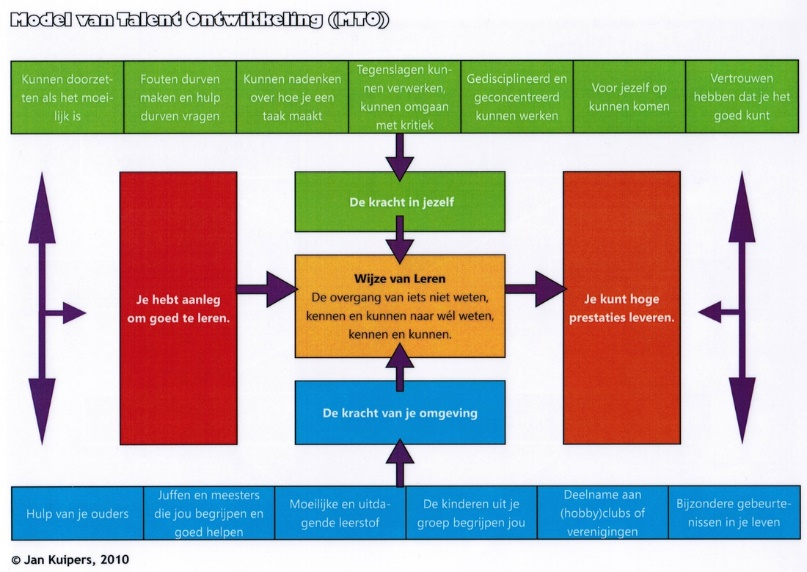 Model van Talent Ontwikkeling (MTO)
Kunnen doorzet-
ten als het moei-
lijk is
Fouten durven
maken en hulp
durven vragen
Kunnen nadenken
over hoe je een
taak maakt
Tegenslagen kun-
nen verwerken,
kunnen omgaan
met kritiek
Gedisciplineerd en
geconcentreerd
kunnen werken
Voor jezelf op
kunnen komen
Vertrouwen
hebben dat je het
goed kunt
De kracht in jezelf
Je hebt aanleg
om goed te leren.
Wijze van Leren
De overgang van iets niet weten,
kennen en kunnen naar wél weten,
kennen en kunnen.
Je kunt hoge
prestaties leveren.
De kracht van je omgeving
Hulp van je ouders
Juffen en meesters
die jou begrijpen en
goed helpen
Moeilijke en uitda-
gende leerstof
De kinderen uit je
groep begrijpen jou
Deelname aan
(hobby)clubs of
verenigingen
Bijzondere gebeurte-
nissen in je leven
© Jan Kuipers, 2010